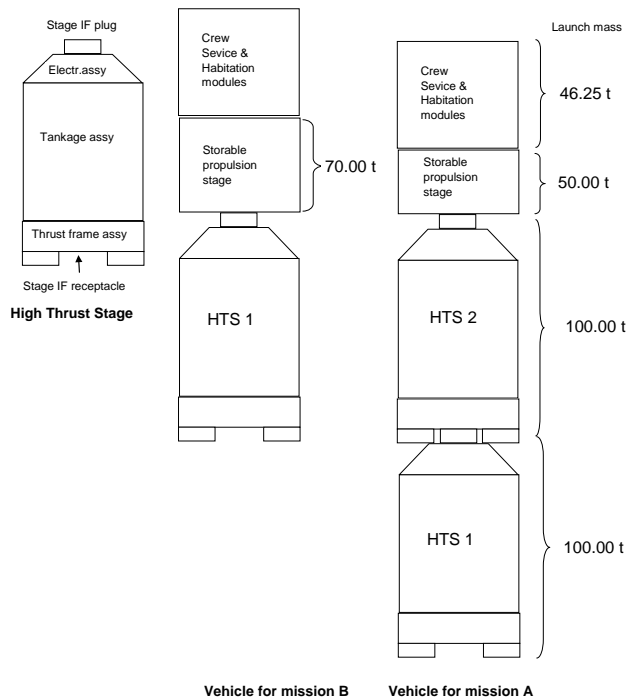 Stage IF plug
Electr.assy
Tankage assy
Thrust frame assy
Stage IF receptacle
High Thrust Stage
Crew
Sevice &
Habitation
modules
Storable
propulsion
stage
70.00 t
HTS 1
Vehicle for mission B
Launch mass
Crew
Sevice &
Habitation
modules
46.25 t
Storable
propulsion
stage
50.00 t
HTS 2
100.00 t
HTS 1
100.00 t
Vehicle for mission A